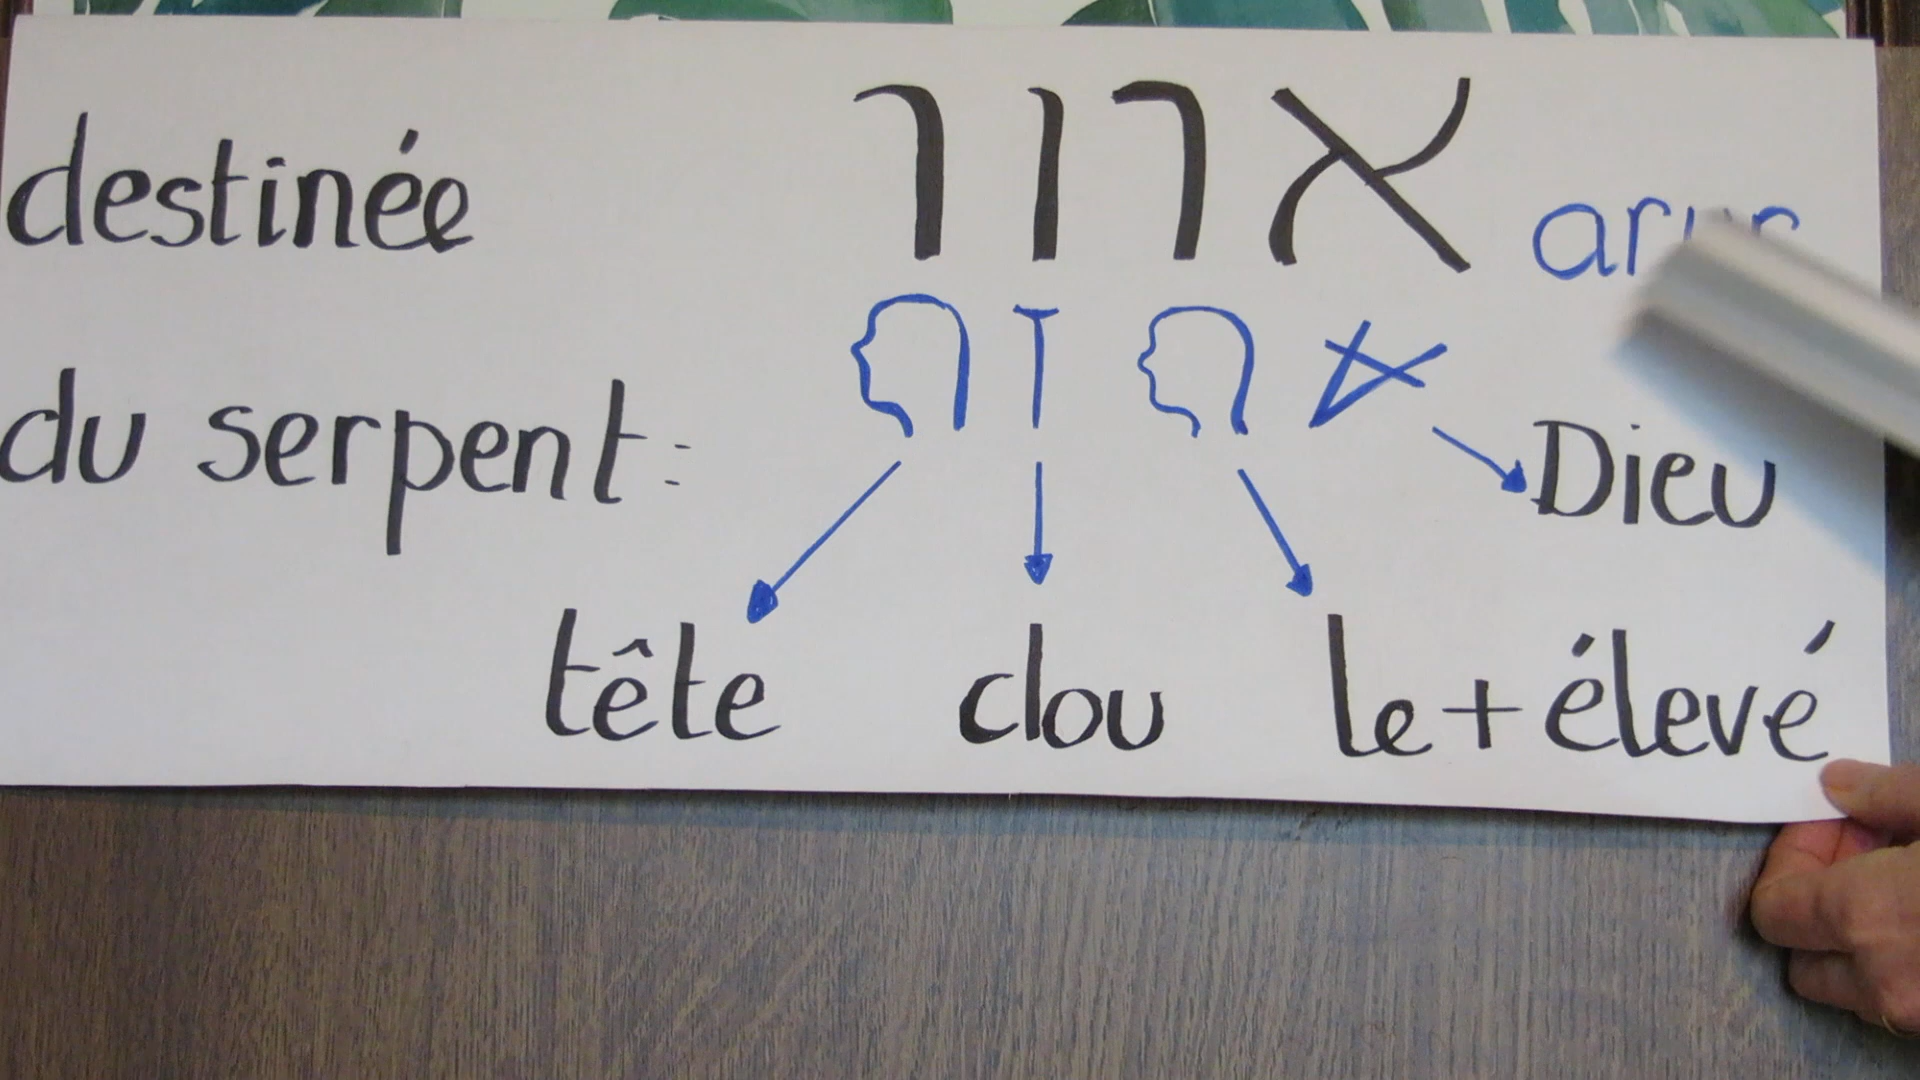 destinée
ארור
du serpent:
Dieu
tête clou le + élevé